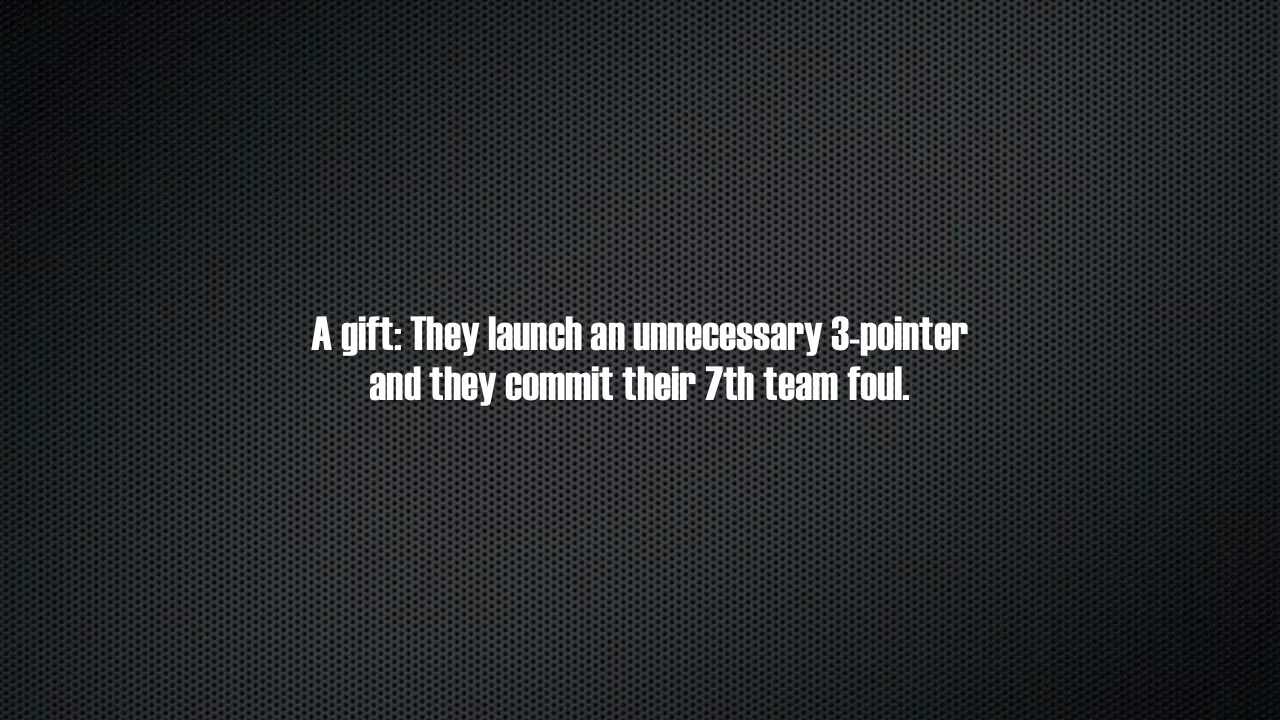 A gift: They launch an unnecessary 3-pointer
and they commit their 7th team foul.